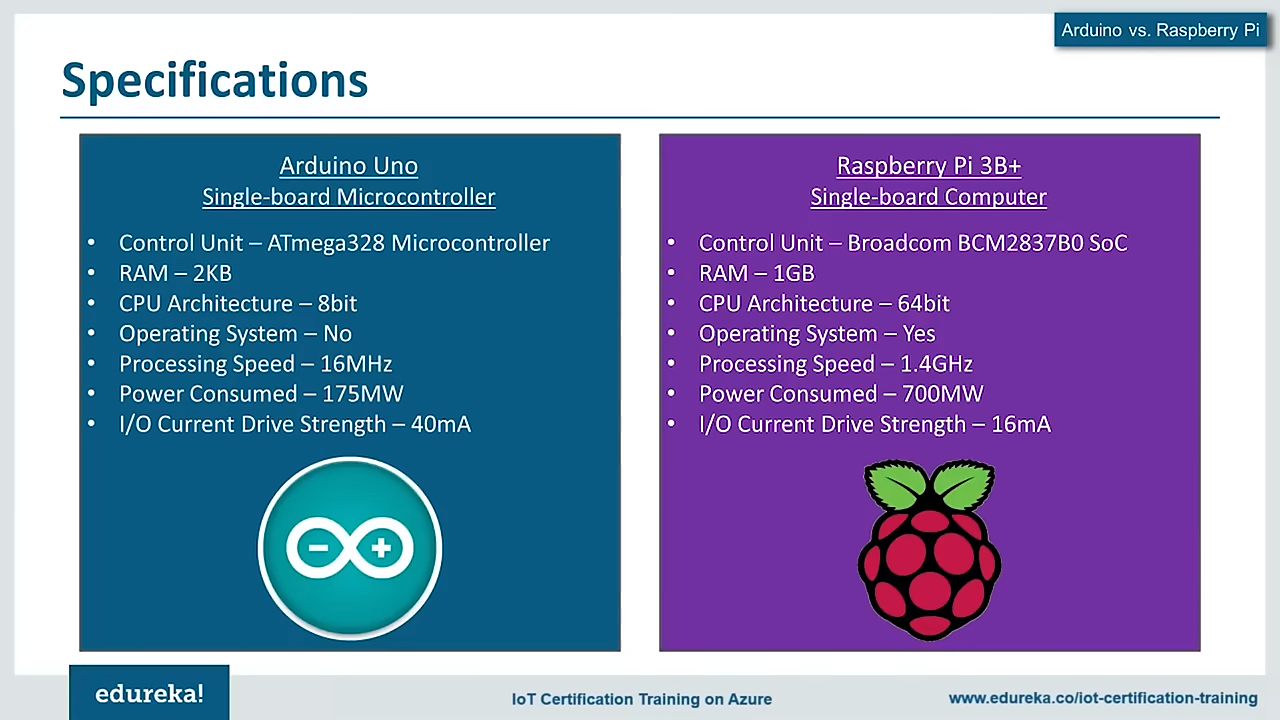 Arduino vs. Raspberry Pi
Specifications
Arduino Uno
Single-board Microcontroller
• Control Unit – ATmega328 Microcontroller
• RAM – 2KB
• CPU Architecture – 8bit
• Operating System – No
• Processing Speed – 16MHz
• Power Consumed – 175MW
• I/O Current Drive Strength – 40mA
Raspberry Pi 3B+
Single-board Computer
• Control Unit – Broadcom BCM2837B0 SoC
• RAM – 1GB
• CPU Architecture – 64bit
• Operating System – Yes
• Processing Speed – 1.4GHz
• Power Consumed – 700MW
• I/O Current Drive Strength – 16mA
edureka!
IoT Certification Training on Azure
www.edureka.co/iot-certification-training